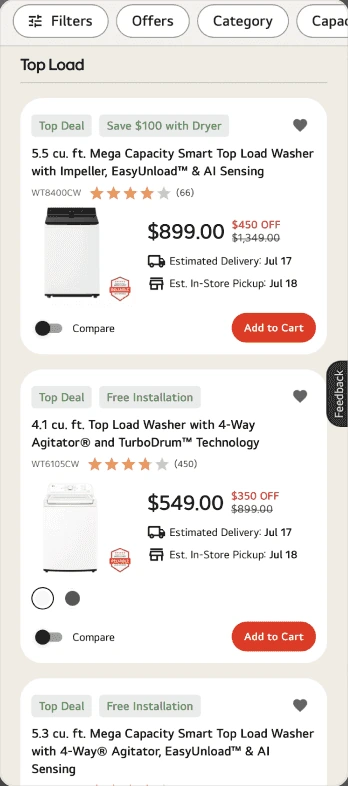 Filters
Offers
Category
Capac
Top Load
Top Deal
Save $100 with Dryer
5.5 cu. ft. Mega Capacity Smart Top Load Washer
with Impeller, EasyUnload™ & AI Sensing
WT8400CW (66)
$899.00
$450 OFF
$1,349.00
Estimated Delivery: Jul 17
Est. In-Store Pickup: Jul 18
Compare
Add to Cart
Feedback
Top Deal
Free Installation
4.1 cu. ft. Top Load Washer with 4-Way
Agitator® and TurboDrum™ Technology
WT6105CW (450)
$549.00
$350 OFF
$899.00
Estimated Delivery: Jul 17
Est. In-Store Pickup: Jul 18
Compare
Add to Cart
Top Deal
Free Installation
5.3 cu. ft. Mega Capacity Smart Top Load Washer
with 4-Way® Agitator, EasyUnload™ & AI
Sensing